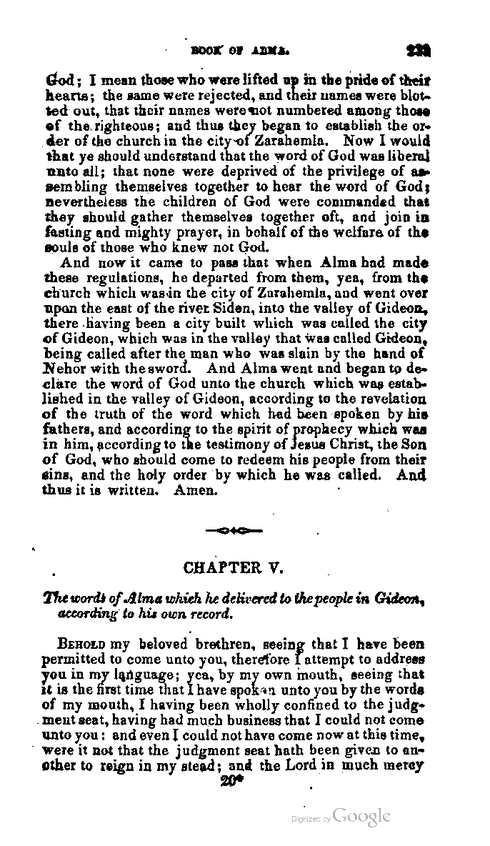 BOOK OF ALMA. 233
God; I mean those who were lifted up in the pride of their
hearts; the same were rejected, and their names were blot-
ted out, that their names were not numbered among those
of the righteous; and thus they began to establish the or-
der of the church in the city of Zarahemla. Now I would
that ye should understand that the word of God was liberal
unto all; that none were deprived of the privilege of as-
sembling themselves together to hear the word of God;
nevertheless the children of God were commanded that
they should gather themselves together oft, and join in
fasting and mighty prayer, in behalf of the welfare of the
souls of those who knew not God.
And now it came to pass that when Alma had made
these regulations, he departed from them, yea, from the
church which was in the city of Zarahemla, and went over
upon the east of the river Sidon, into the valley of Gideon,
there having been a city built which was called the city
of Gideon, which was in the valley that was called Gideon,
being called after the man who was slain by the hand of
Nehor with the sword. And Alma went and began to de-
clare the word of God unto the church which was estab-
lished in the valley of Gideon, according to the revelation
of the truth of the word which had been spoken by his
fathers, and according to the spirit of prophecy which was
in him, according to the testimony of Jesus Christ, the Son
of God, who should come to redeem his people from their
sins, and the holy order by which he was called. And
thus it is written. Amen.
CHAPTER V.
The words of Alma which he delivered to the people in Gideon,
according to his own record.
BEHOLD my beloved brethren, seeing that I have been
permitted to come unto you, therefore I attempt to address
you in my language; yea, by my own mouth, seeing that
it is the first time that I have spoken unto you by the words
of my mouth, I having been wholly confined to the judg-
ment seat, having had much business that I could not come
unto you: and even I could not have come now at this time,
were it not that the judgment seat hath been given to an-
other to reign in my stead; and the Lord in much mercy
20*
Digitized by Google